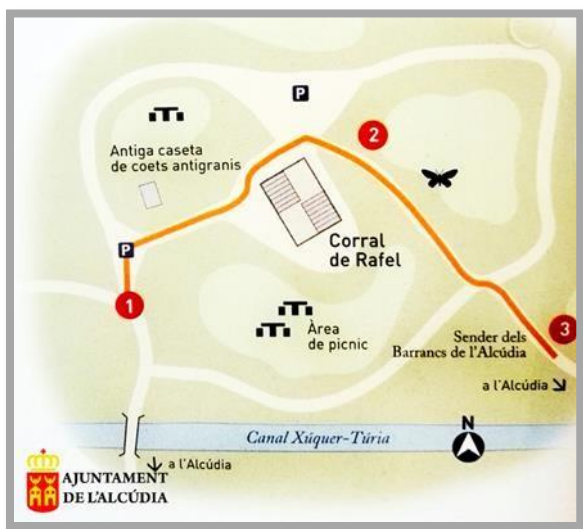 P
2
Antiga caseta
de coets antigranis
P
Corral
de Rafel
1
Àrea
de picnic
3
Sender dels
Barrancs de l'Alcúdia
a l'Alcúdia
N
Canal Xúquer-Túria
a l'Alcúdia
AJUNTAMENT
DE L'ALCÚDIA